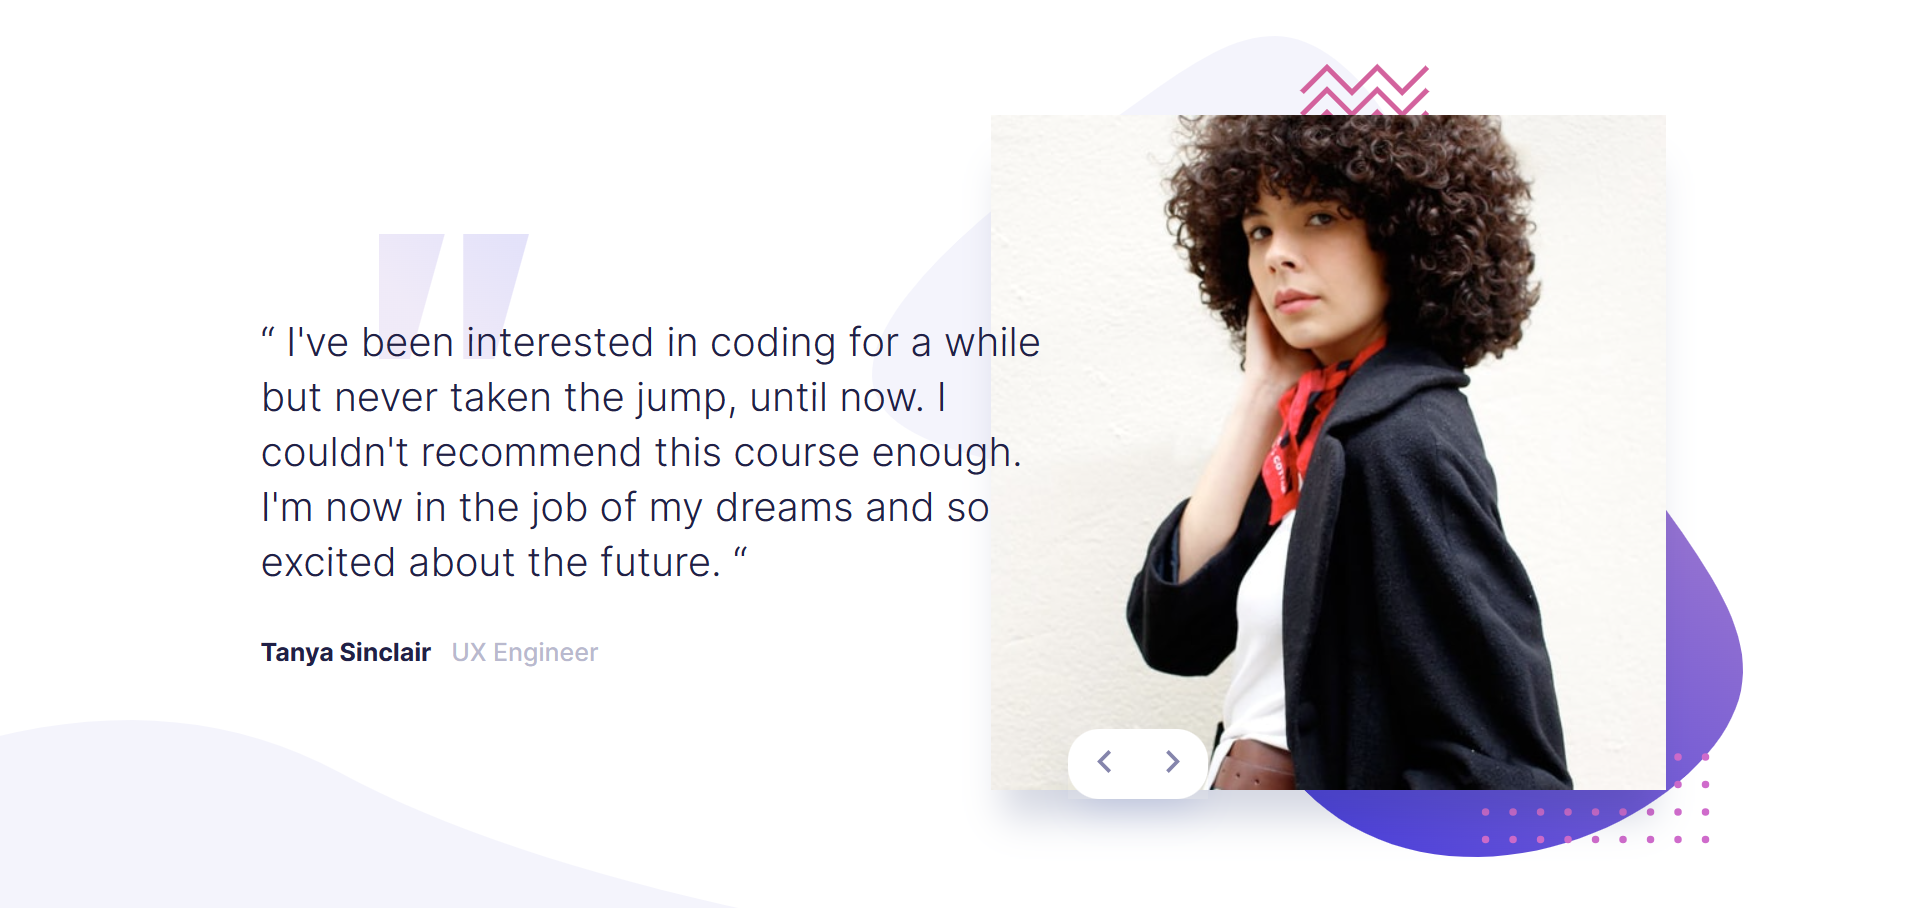 “ I've been interested in coding for a while
but never taken the jump, until now. I
couldn't recommend this course enough.
I'm now in the job of my dreams and so
excited about the future. “
Tanya Sinclair UX Engineer